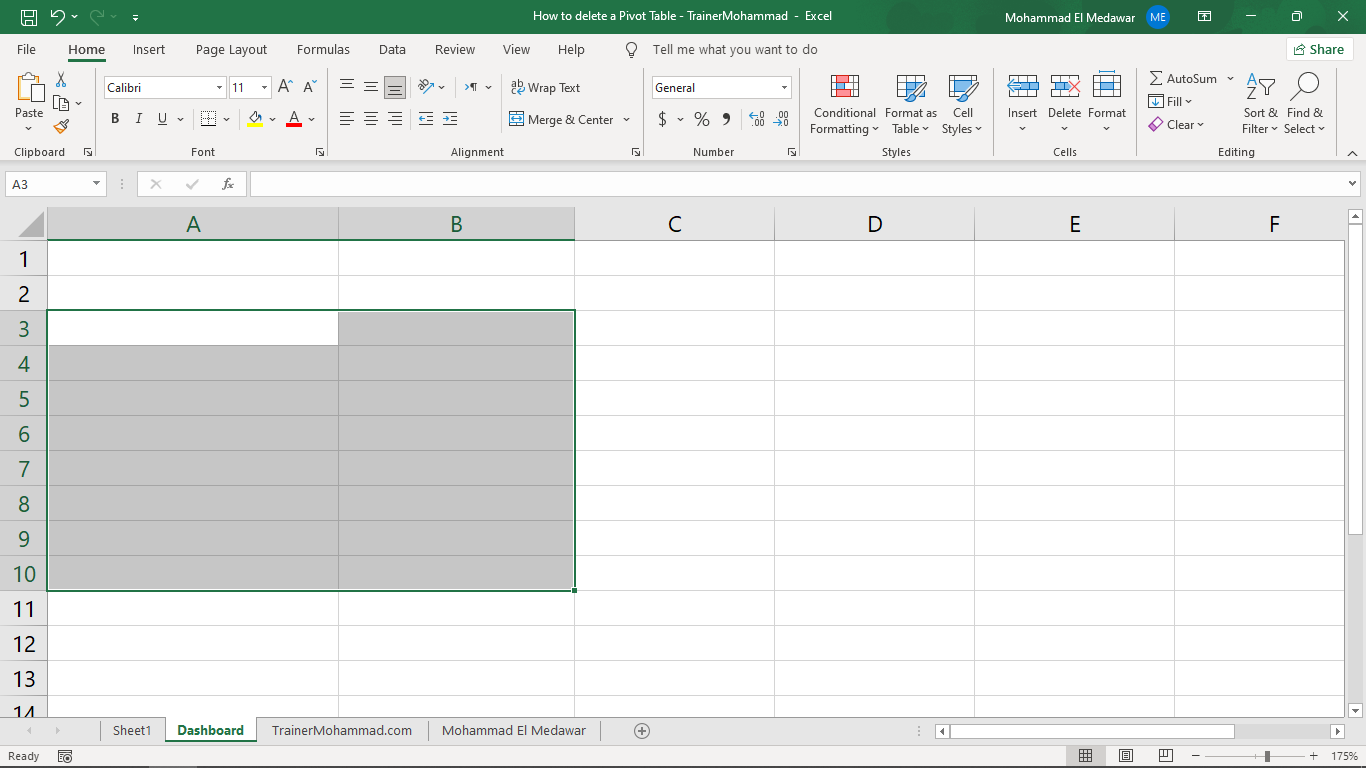 How to delete a Pivot Table - TrainerMohammad - Excel
Mohammad El Medawar ME
File Home Insert Page Layout Formulas Data Review View Help Tell me what you want to do Share
Paste
Clipboard
Calibri 11
B I U A
Font
ab Wrap Text
Merge & Center
Alignment
General
$ % 9 .00
Number
Conditional Formatting
Format as Table
Cell Styles
Styles
Insert Delete Format
Cells
AutoSum
Fill
Clear
Sort & Filter
Find & Select
Editing
A3 fx
A B C D E F
1
2
3
4
5
6
7
8
9
10
11
12
13
14
Sheet1 Dashboard TrainerMohammad.com Mohammad El Medawar
Ready 175%